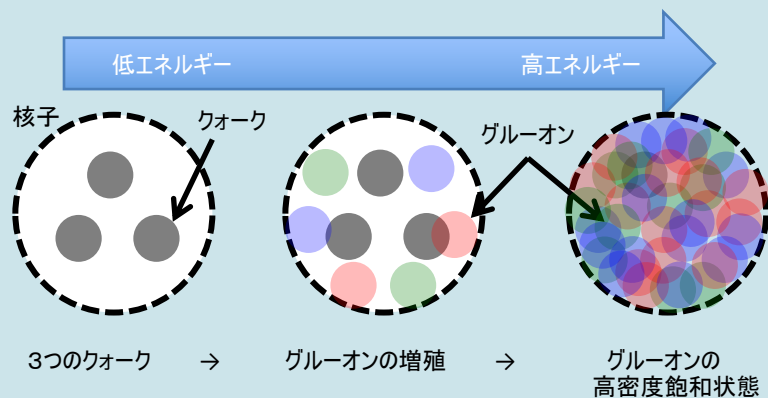 低エネルギー
高エネルギー
核子
クォーク
グルーオン
3つのクォーク → グルーオンの増殖 → グルーオンの
高密度飽和状態